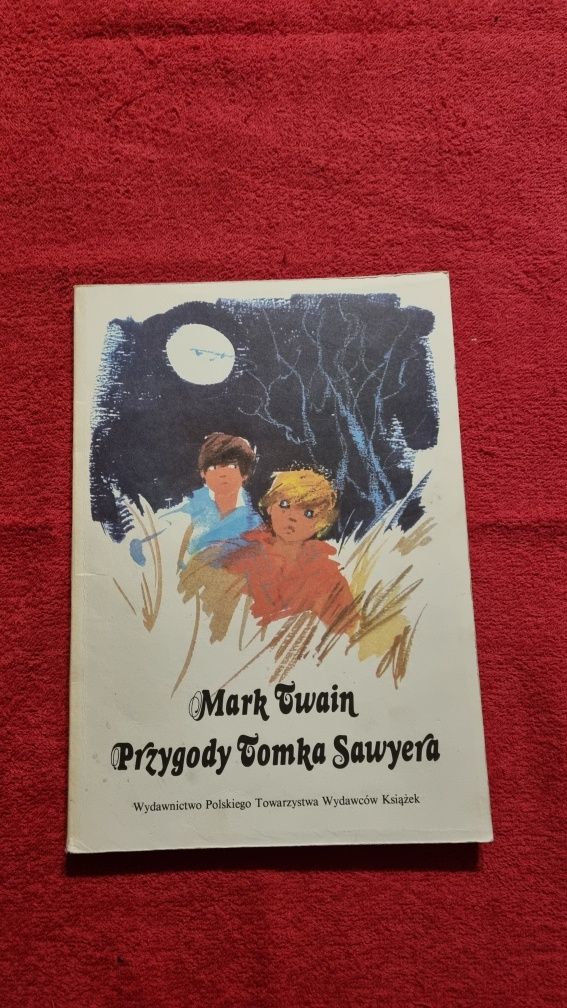 Mark Twain
Przygody Tomka Sawyera
Wydawnictwo Polskiego Towarzystwa Wydawców Książek